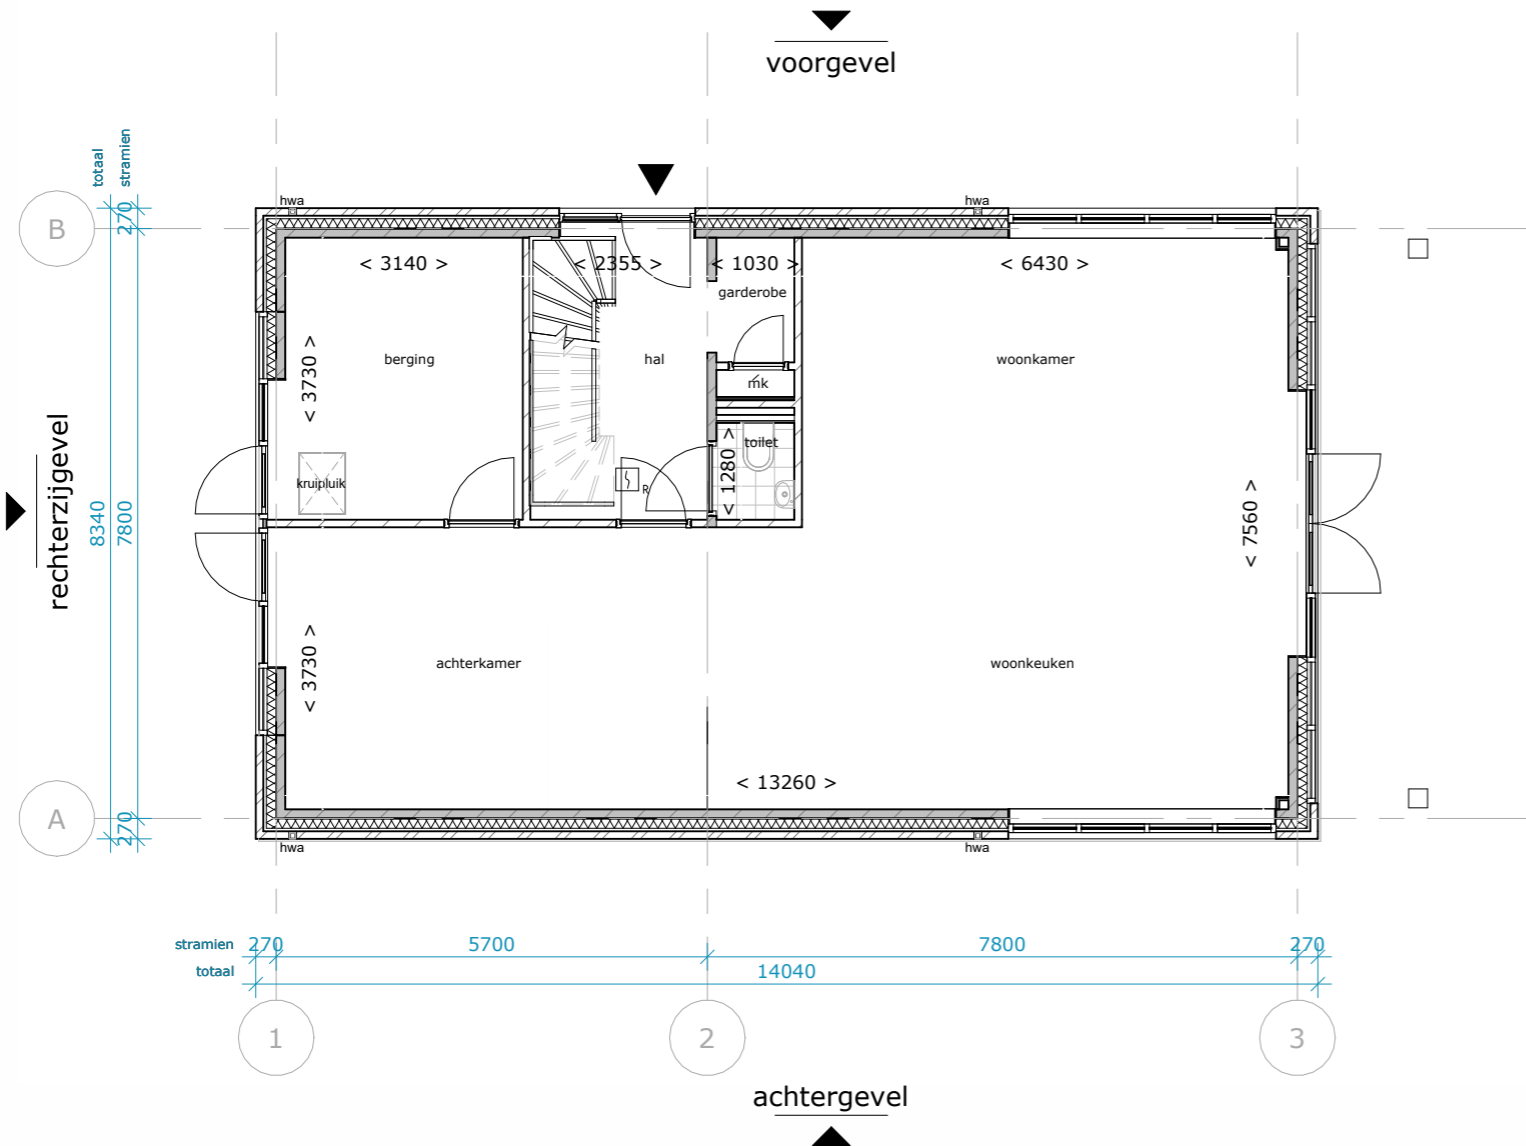 voorgevel
totaal
stramien
hwa
hwa
270
B
< 3140 >
< 2355 >
< 1030 >
< 6430 >
garderobe
berging
hal
woonkamer
< 3730 >
mk
rechterzijgevel
toilet
< 1280 >
kruipluik
R
8340
7800
< 7560 >
achterkamer
woonkeuken
< 3730 >
< 13260 >
A
270
hwa
hwa
stramien 270 5700 7800 270
totaal 14040
1
2
3
achtergevel